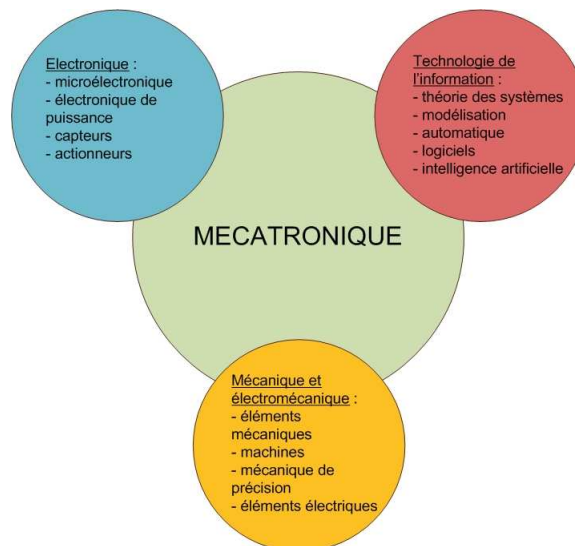 Electronique :
- microélectronique
- électronique de
puissance
- capteurs
- actionneurs
Technologie de
l'information :
- théorie des systèmes
- modélisation
- automatique
- logiciels
- intelligence artificielle
MECATRONIQUE
Mécanique et
électromécanique :
- éléments
mécaniques
- machines
- mécanique de
précision
- éléments électriques